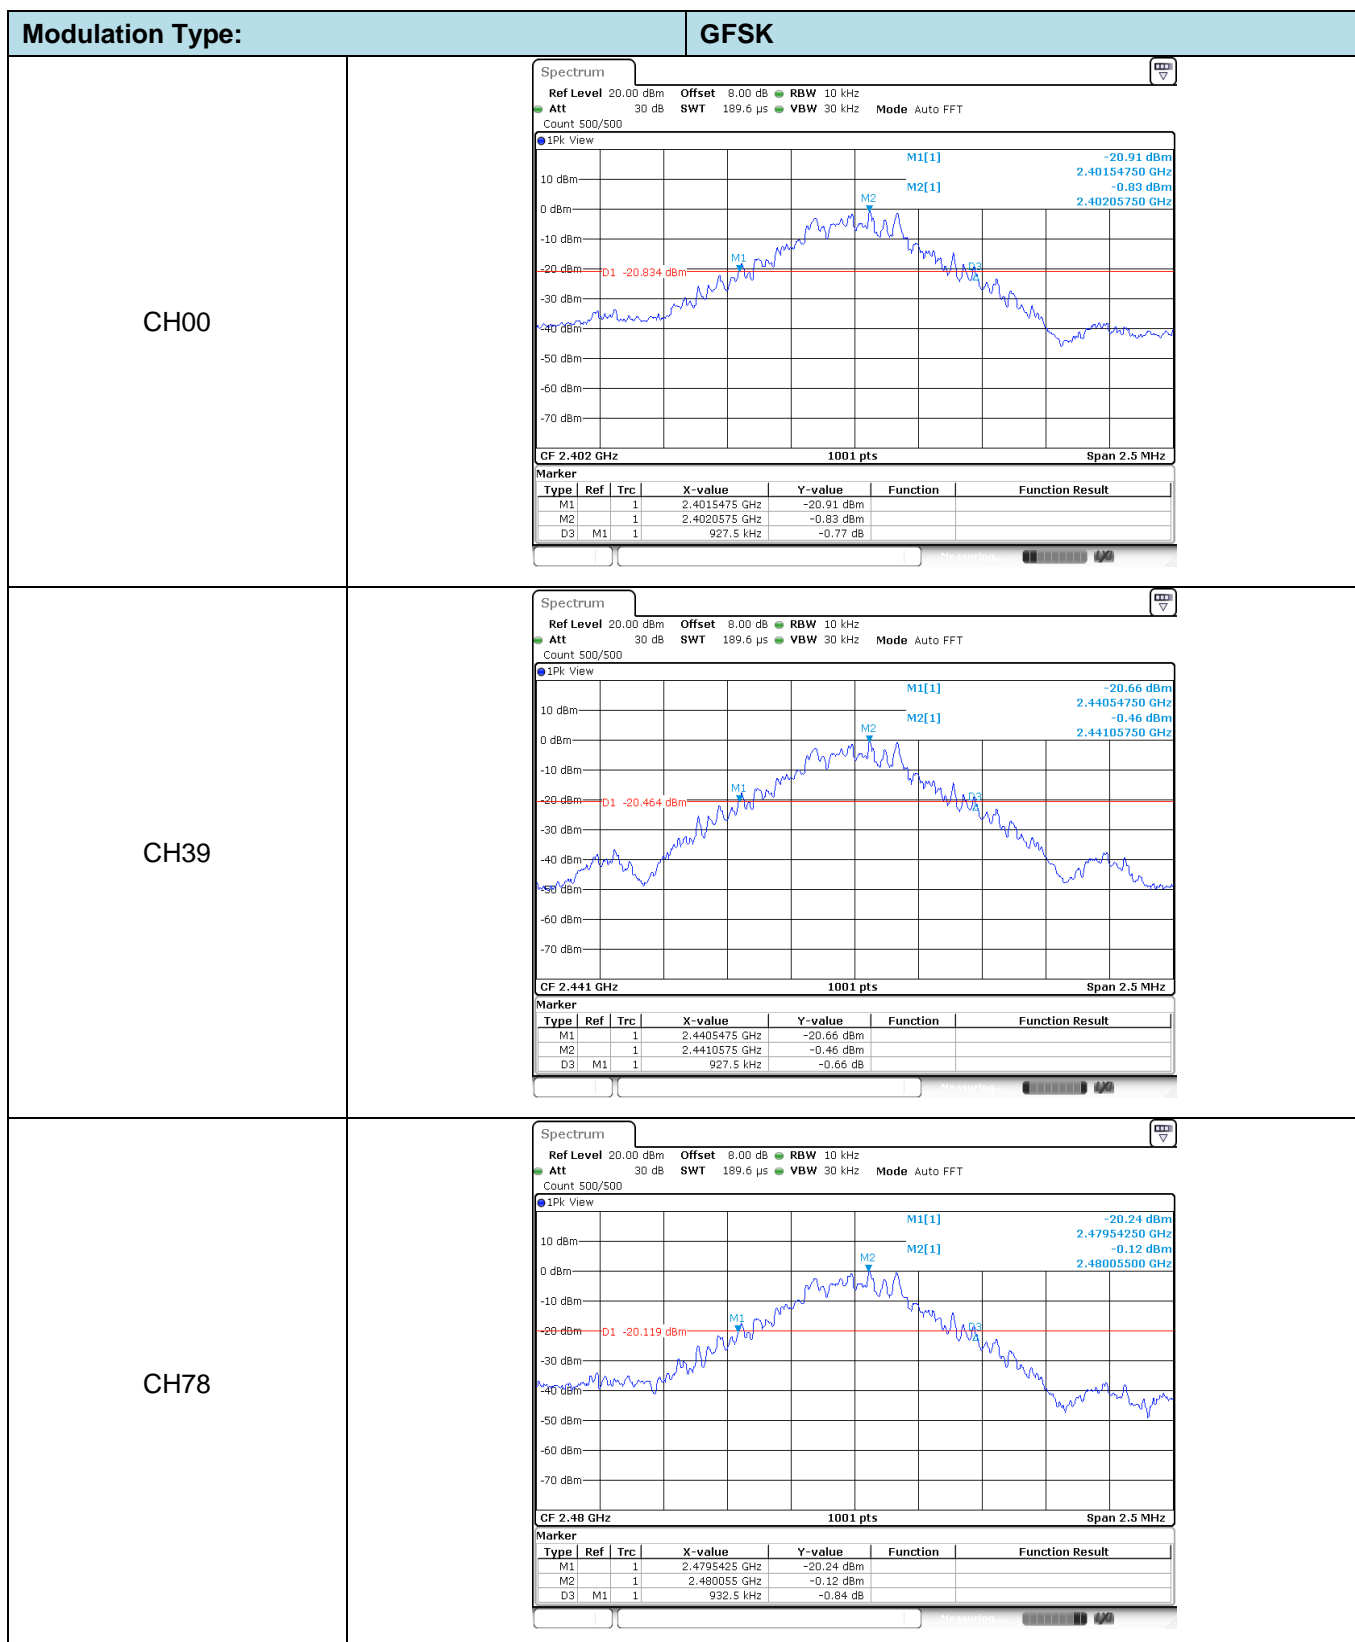 Modulation Type: GFSK
CH00
Spectrum
Ref Level 20.00 dBm Offset 8.00 dB RBW 10 kHz
Att 30 dB SWT 189.6 µs VBW 30 kHz Mode Auto FFT
Count 500/500
1Pk View
M1[1] -20.91 dBm
2.40154750 GHz
M2[1] -0.83 dBm
2.40205750 GHz
10 dBm
M2
0 dBm
-10 dBm
M1
D3
-20 dBm
D1 -20.834 dBm
-30 dBm
-40 dBm
-50 dBm
-60 dBm
-70 dBm
CF 2.402 GHz 1001 pts Span 2.5 MHz
Marker
Type Ref Trc X-value Y-value Function Function Result
M1 1 2.4015475 GHz -20.91 dBm
M2 1 2.4020575 GHz -0.83 dBm
D3 M1 1 927.5 kHz -0.77 dB
Measuring...
CH39
Spectrum
Ref Level 20.00 dBm Offset 8.00 dB RBW 10 kHz
Att 30 dB SWT 189.6 µs VBW 30 kHz Mode Auto FFT
Count 500/500
1Pk View
M1[1] -20.66 dBm
2.44054750 GHz
M2[1] -0.46 dBm
2.44105750 GHz
10 dBm
M2
0 dBm
-10 dBm
M1
D3
-20 dBm
D1 -20.464 dBm
-30 dBm
-40 dBm
-50 dBm
-60 dBm
-70 dBm
CF 2.441 GHz 1001 pts Span 2.5 MHz
Marker
Type Ref Trc X-value Y-value Function Function Result
M1 1 2.4405475 GHz -20.66 dBm
M2 1 2.4410575 GHz -0.46 dBm
D3 M1 1 927.5 kHz -0.66 dB
Measuring...
CH78
Spectrum
Ref Level 20.00 dBm Offset 8.00 dB RBW 10 kHz
Att 30 dB SWT 189.6 µs VBW 30 kHz Mode Auto FFT
Count 500/500
1Pk View
M1[1] -20.24 dBm
2.47954250 GHz
M2[1] -0.12 dBm
2.48005500 GHz
10 dBm
M2
0 dBm
-10 dBm
M1
D3
-20 dBm
D1 -20.119 dBm
-30 dBm
-40 dBm
-50 dBm
-60 dBm
-70 dBm
CF 2.48 GHz 1001 pts Span 2.5 MHz
Marker
Type Ref Trc X-value Y-value Function Function Result
M1 1 2.4795425 GHz -20.24 dBm
M2 1 2.480055 GHz -0.12 dBm
D3 M1 1 932.5 kHz -0.84 dB
Measuring...